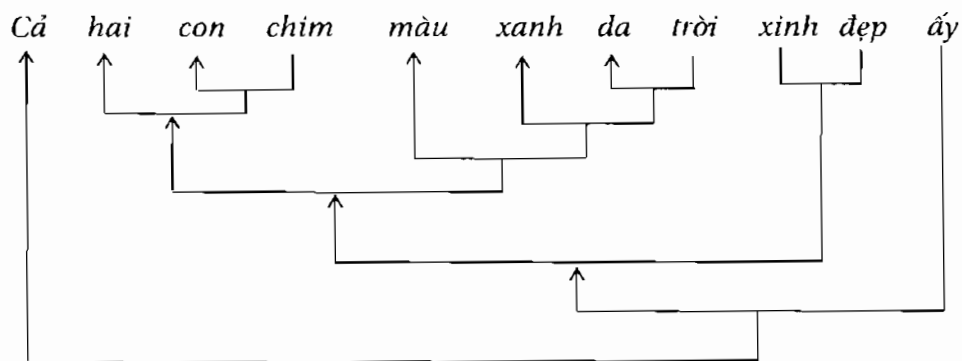 Cả hai con chim màu xanh da trời xinh đẹp ấy